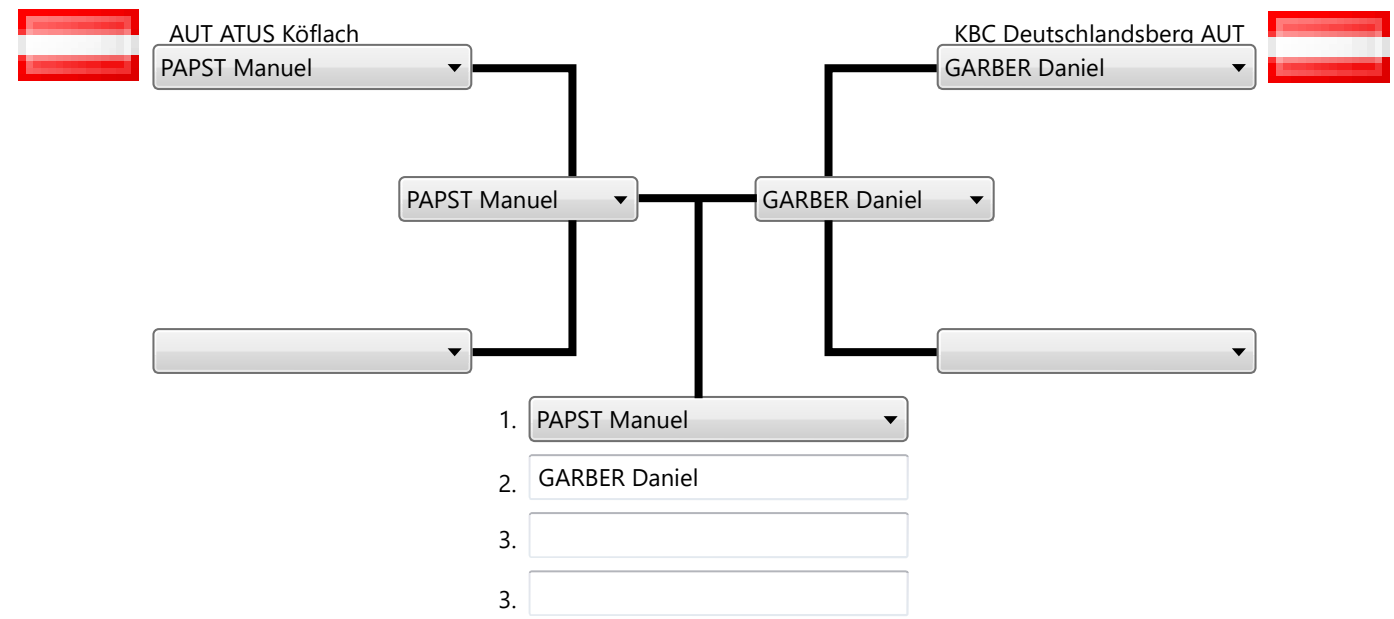 AUT ATUS Köflach
KBC Deutschlandsberg AUT
PAPST Manuel
GARBER Daniel
PAPST Manuel
GARBER Daniel
1. PAPST Manuel
2. GARBER Daniel
3.
3.